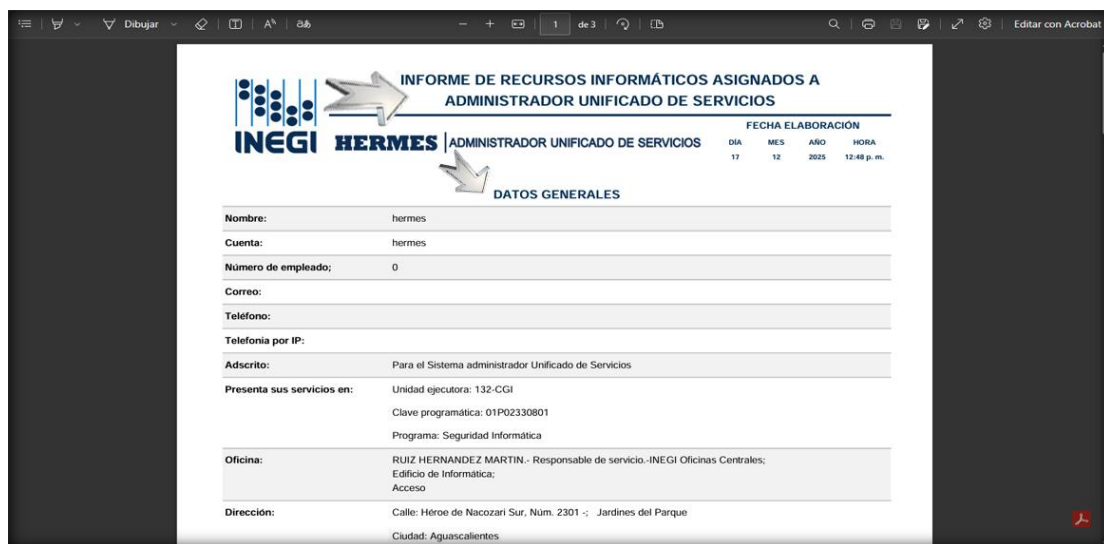 Dibujar
1
de 3
Editar con Acrobat
INFORME DE RECURSOS INFORMÁTICOS ASIGNADOS A
ADMINISTRADOR UNIFICADO DE SERVICIOS
INEGI
HERMES
ADMINISTRADOR UNIFICADO DE SERVICIOS
FECHA ELABORACIÓN
DÍA MES AÑO HORA
17 12 2025 12:48 p. m.
DATOS GENERALES
Nombre: hermes
Cuenta: hermes
Número de empleado; 0
Correo:
Teléfono:
Telefonia por IP:
Adscrito: Para el Sistema administrador Unificado de Servicios
Presenta sus servicios en: Unidad ejecutora: 132-CGI
Clave programática: 01P02330801
Programa: Seguridad Informática
Oficina: RUIZ HERNANDEZ MARTIN.- Responsable de servicio.-INEGI Oficinas Centrales;
Edificio de Informática;
Acceso
Dirección: Calle: Héroe de Nacozari Sur, Núm. 2301 -; Jardines del Parque
Ciudad: Aguascalientes